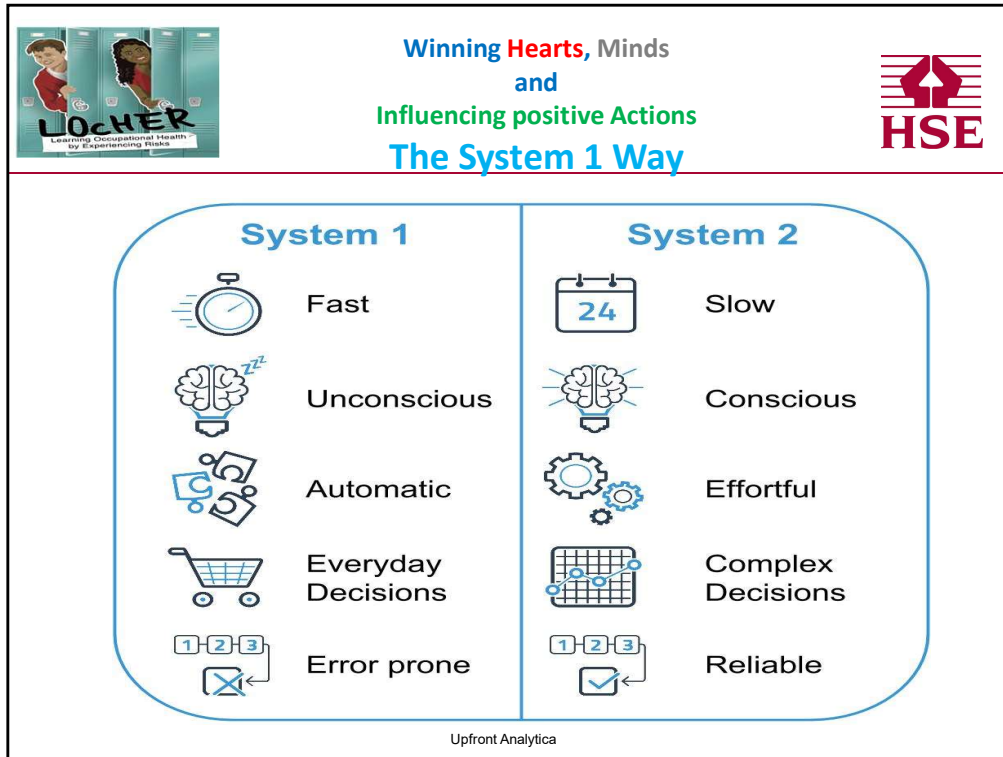 LOcHER
Learning Occupational Health
by Experiencing Risks
Winning Hearts, Minds
and
Influencing positive Actions
The System 1 Way
HSE
System 1
Fast
zzz
Unconscious
Automatic
Everyday
Decisions
1 2 3
Error prone
System 2
24
Slow
Conscious
Effortful
Complex
Decisions
1 2 3
Reliable
Upfront Analytica